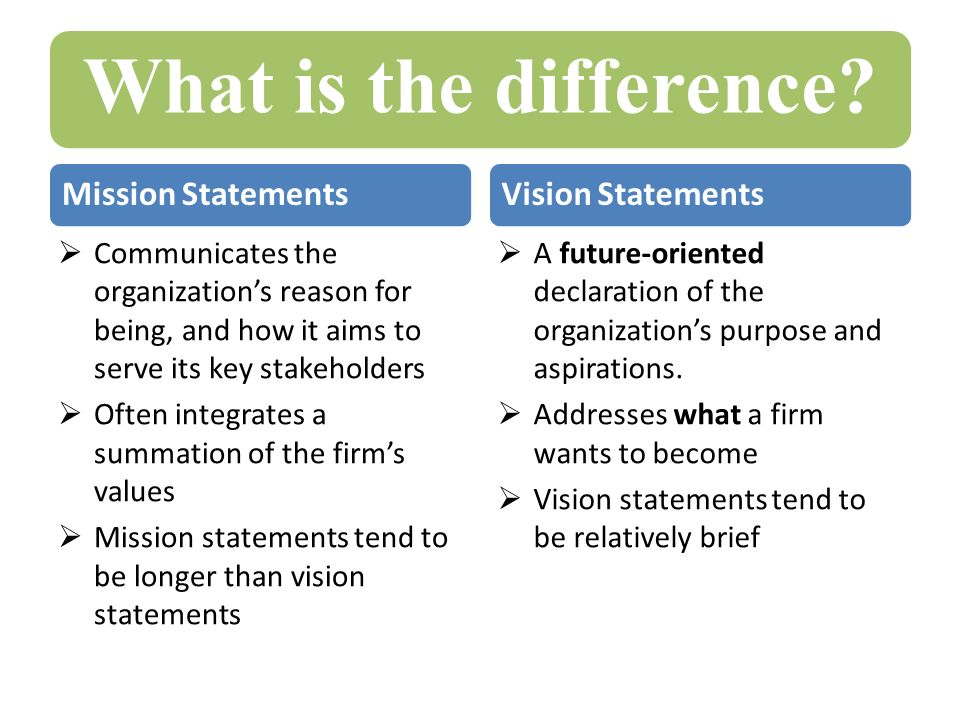 What is the difference?
Mission Statements
➢ Communicates the
organization’s reason for
being, and how it aims to
serve its key stakeholders
➢ Often integrates a
summation of the firm’s
values
➢ Mission statements tend to
be longer than vision
statements
Vision Statements
➢ A future-oriented
declaration of the
organization’s purpose and
aspirations.
➢ Addresses what a firm
wants to become
➢ Vision statements tend to
be relatively brief